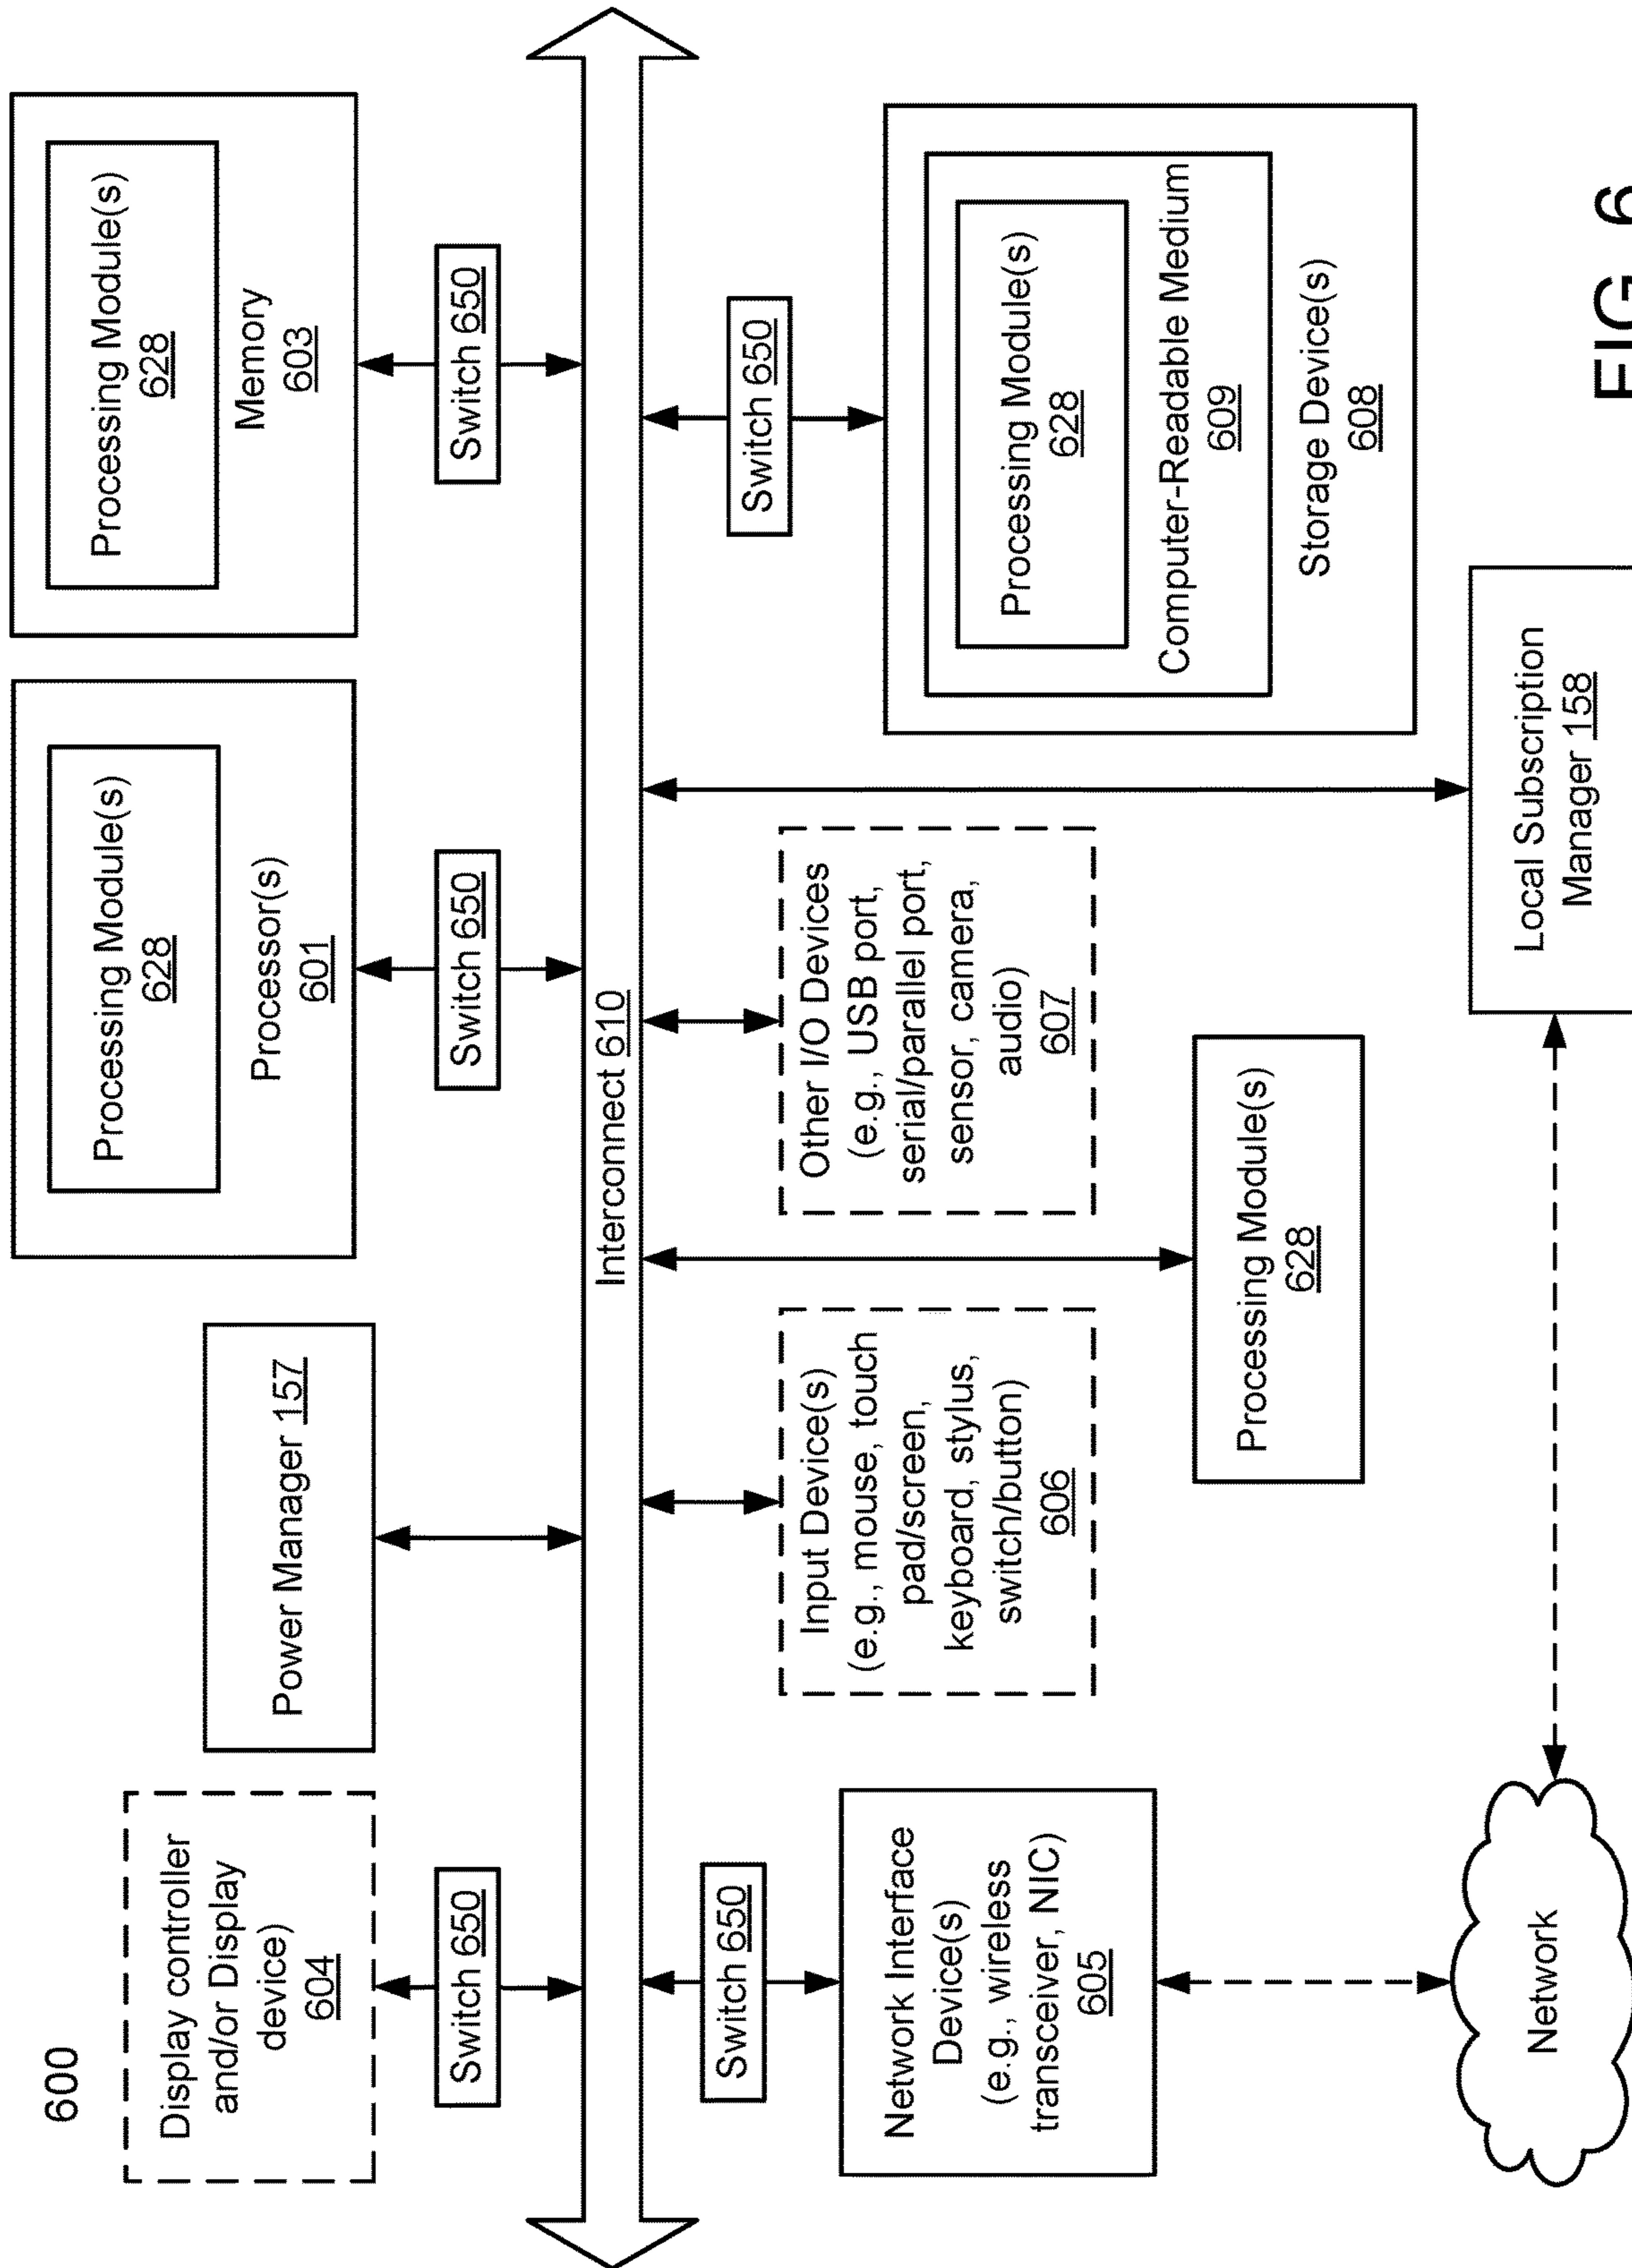 600
Display controller
and/or Display
device)
604
Power Manager 157
Processing Module(s)
628
Processor(s)
601
Processing Module(s)
628
Memory
603
Switch 650
Switch 650
Switch 650
Interconnect 610
Switch 650
Switch 650
Network Interface
Device(s)
(e.g., wireless
transceiver, NIC)
605
Input Device(s)
(e.g., mouse, touch
pad/screen,
keyboard, stylus,
switch/button)
606
Other I/O Devices
(e.g., USB port,
serial/parallel port,
sensor, camera,
audio)
607
Processing Module(s)
628
Computer-Readable Medium
609
Storage Device(s)
608
Processing Module(s)
628
Local Subscription
Manager 158
Network
FIG. 6